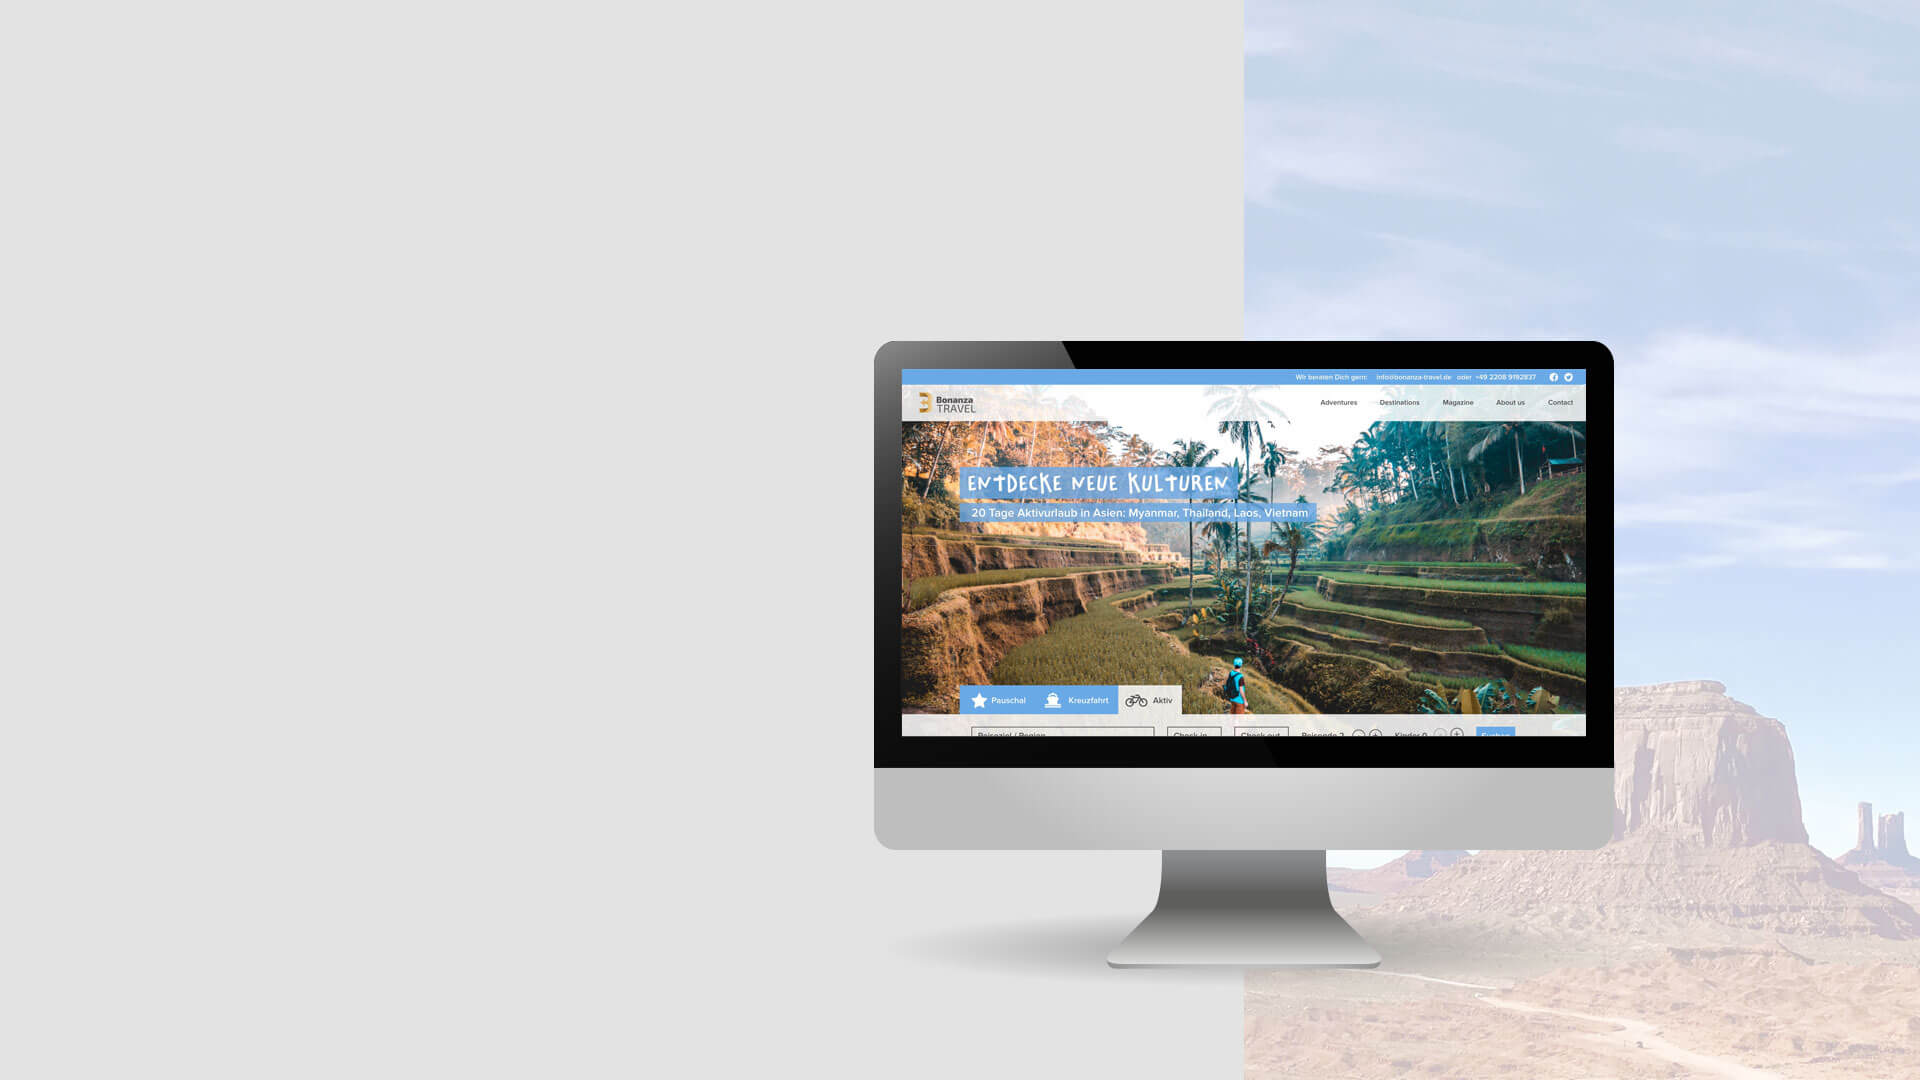 Wir beraten Dich gern: info@bonanza-travel.de oder +49 2208 9192837
Bonanza
TRAVEL
Adventures Destinations Magazine About us Contact
ENTDECKE NEUE KULTUREN
20 Tage Aktivurlaub in Asien: Myanmar, Thailand, Laos, Vietnam
Pauschal Kreuzfahrt Aktiv
Reiseziel / Region Check in Check out Reisende 2 Kinder 0 Suchen